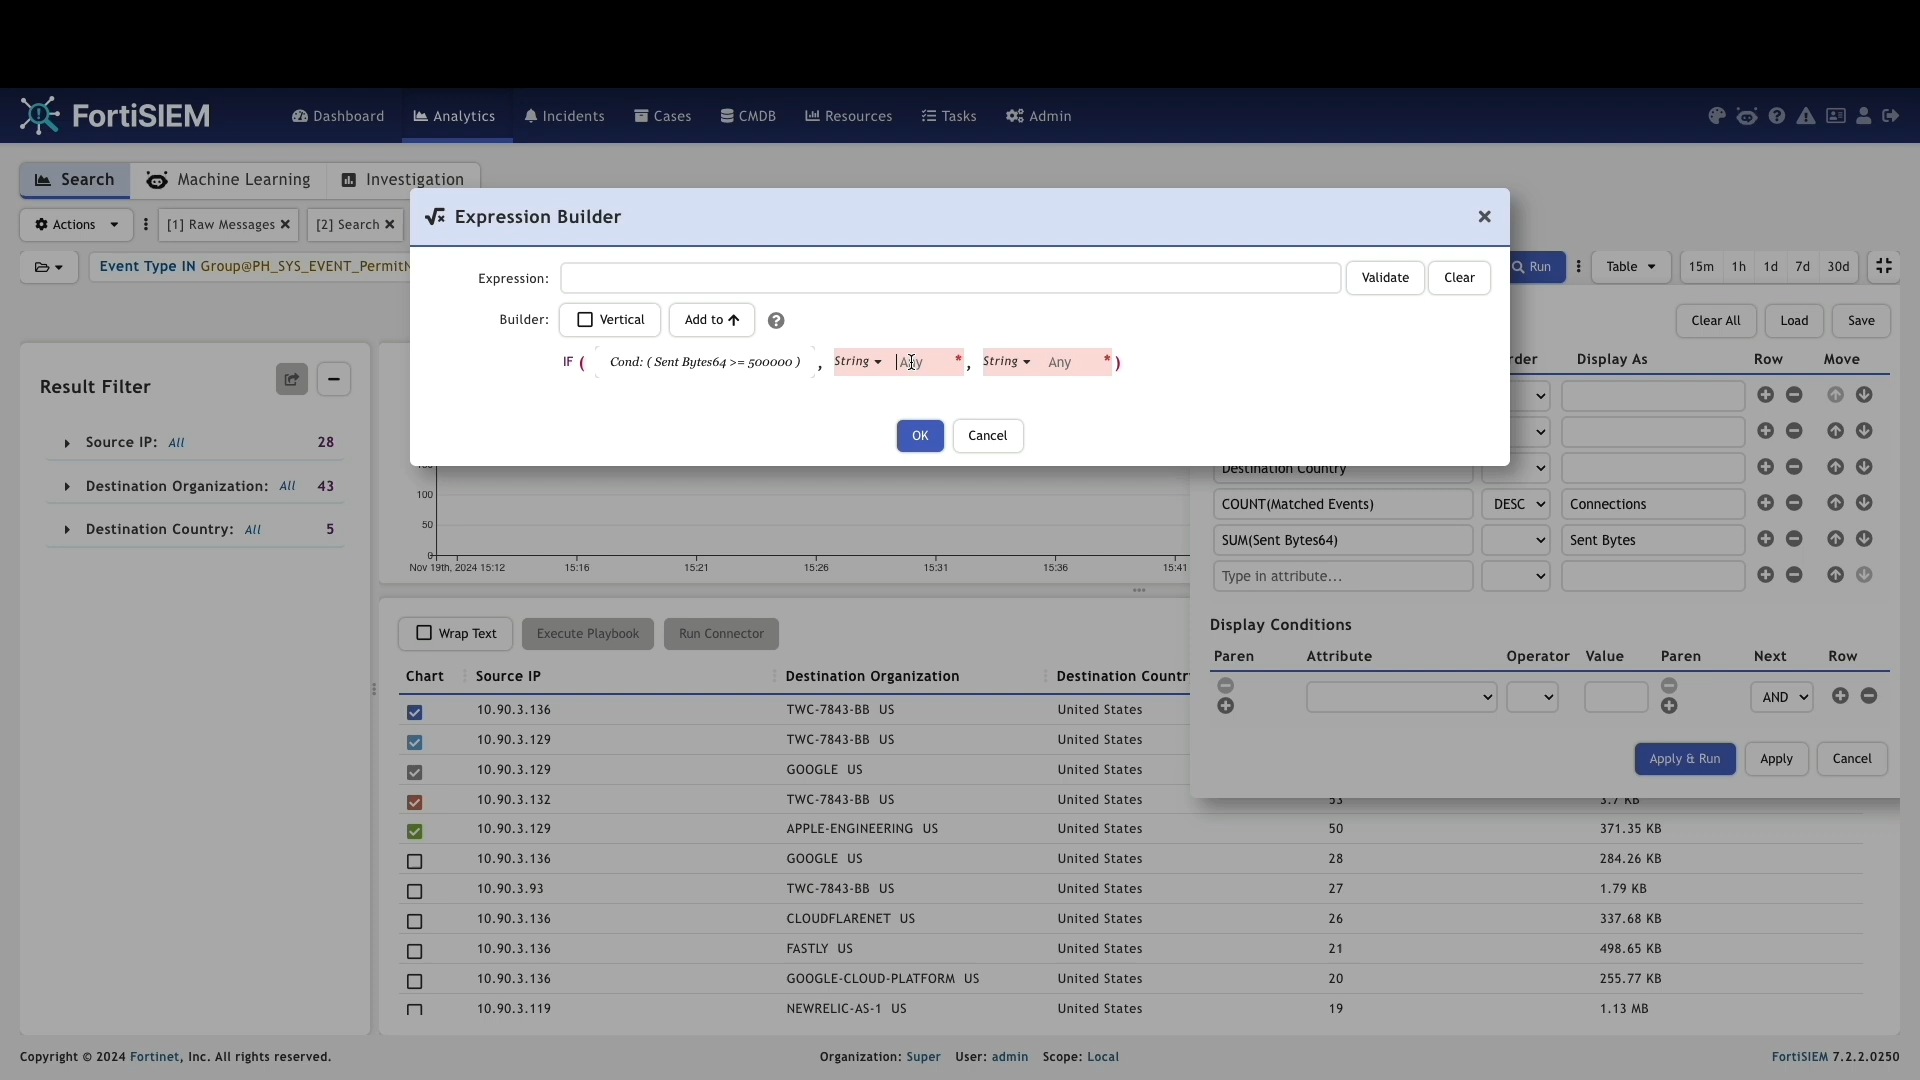 FortiSIEM
Dashboard Analytics Incidents Cases CMDB Resources Tasks Admin
Search Machine Learning Investigation
Actions [1] Raw Messages [2] Search
Event Type IN Group@PH_SYS_EVENT_PermitN
Run Table 15m 1h 1d 7d 30d
Expression Builder
Expression: Validate Clear
Builder: Vertical Add to
IF ( Cond: ( Sent Bytes64 >= 500000 ) , String Any * , String Any * )
OK Cancel
Clear All Load Save
Display As Row Move
Destination Country
COUNT(Matched Events) DESC Connections
SUM(Sent Bytes64) Sent Bytes
Type in attribute...
Display Conditions
Paren Attribute Operator Value Paren Next Row
AND
Apply & Run Apply Cancel
Result Filter
Source IP: All 28
Destination Organization: All 43
Destination Country: All 5
100
50
0
Nov 19th, 2024 15:12 15:16 15:21 15:26 15:31 15:36 15:41
Wrap Text Execute Playbook Run Connector
Chart Source IP Destination Organization Destination Countr
10.90.3.136 TWC-7843-BB US United States
10.90.3.129 TWC-7843-BB US United States
10.90.3.129 GOOGLE US United States
10.90.3.132 TWC-7843-BB US United States 53 3.7 KB
10.90.3.129 APPLE-ENGINEERING US United States 50 371.35 KB
10.90.3.136 GOOGLE US United States 28 284.26 KB
10.90.3.93 TWC-7843-BB US United States 27 1.79 KB
10.90.3.136 CLOUDFLARENET US United States 26 337.68 KB
10.90.3.136 FASTLY US United States 21 498.65 KB
10.90.3.136 GOOGLE-CLOUD-PLATFORM US United States 20 255.77 KB
10.90.3.119 NEWRELIC-AS-1 US United States 19 1.13 MB
Copyright © 2024 Fortinet, Inc. All rights reserved. Organization: Super User: admin Scope: Local FortiSIEM 7.2.2.0250